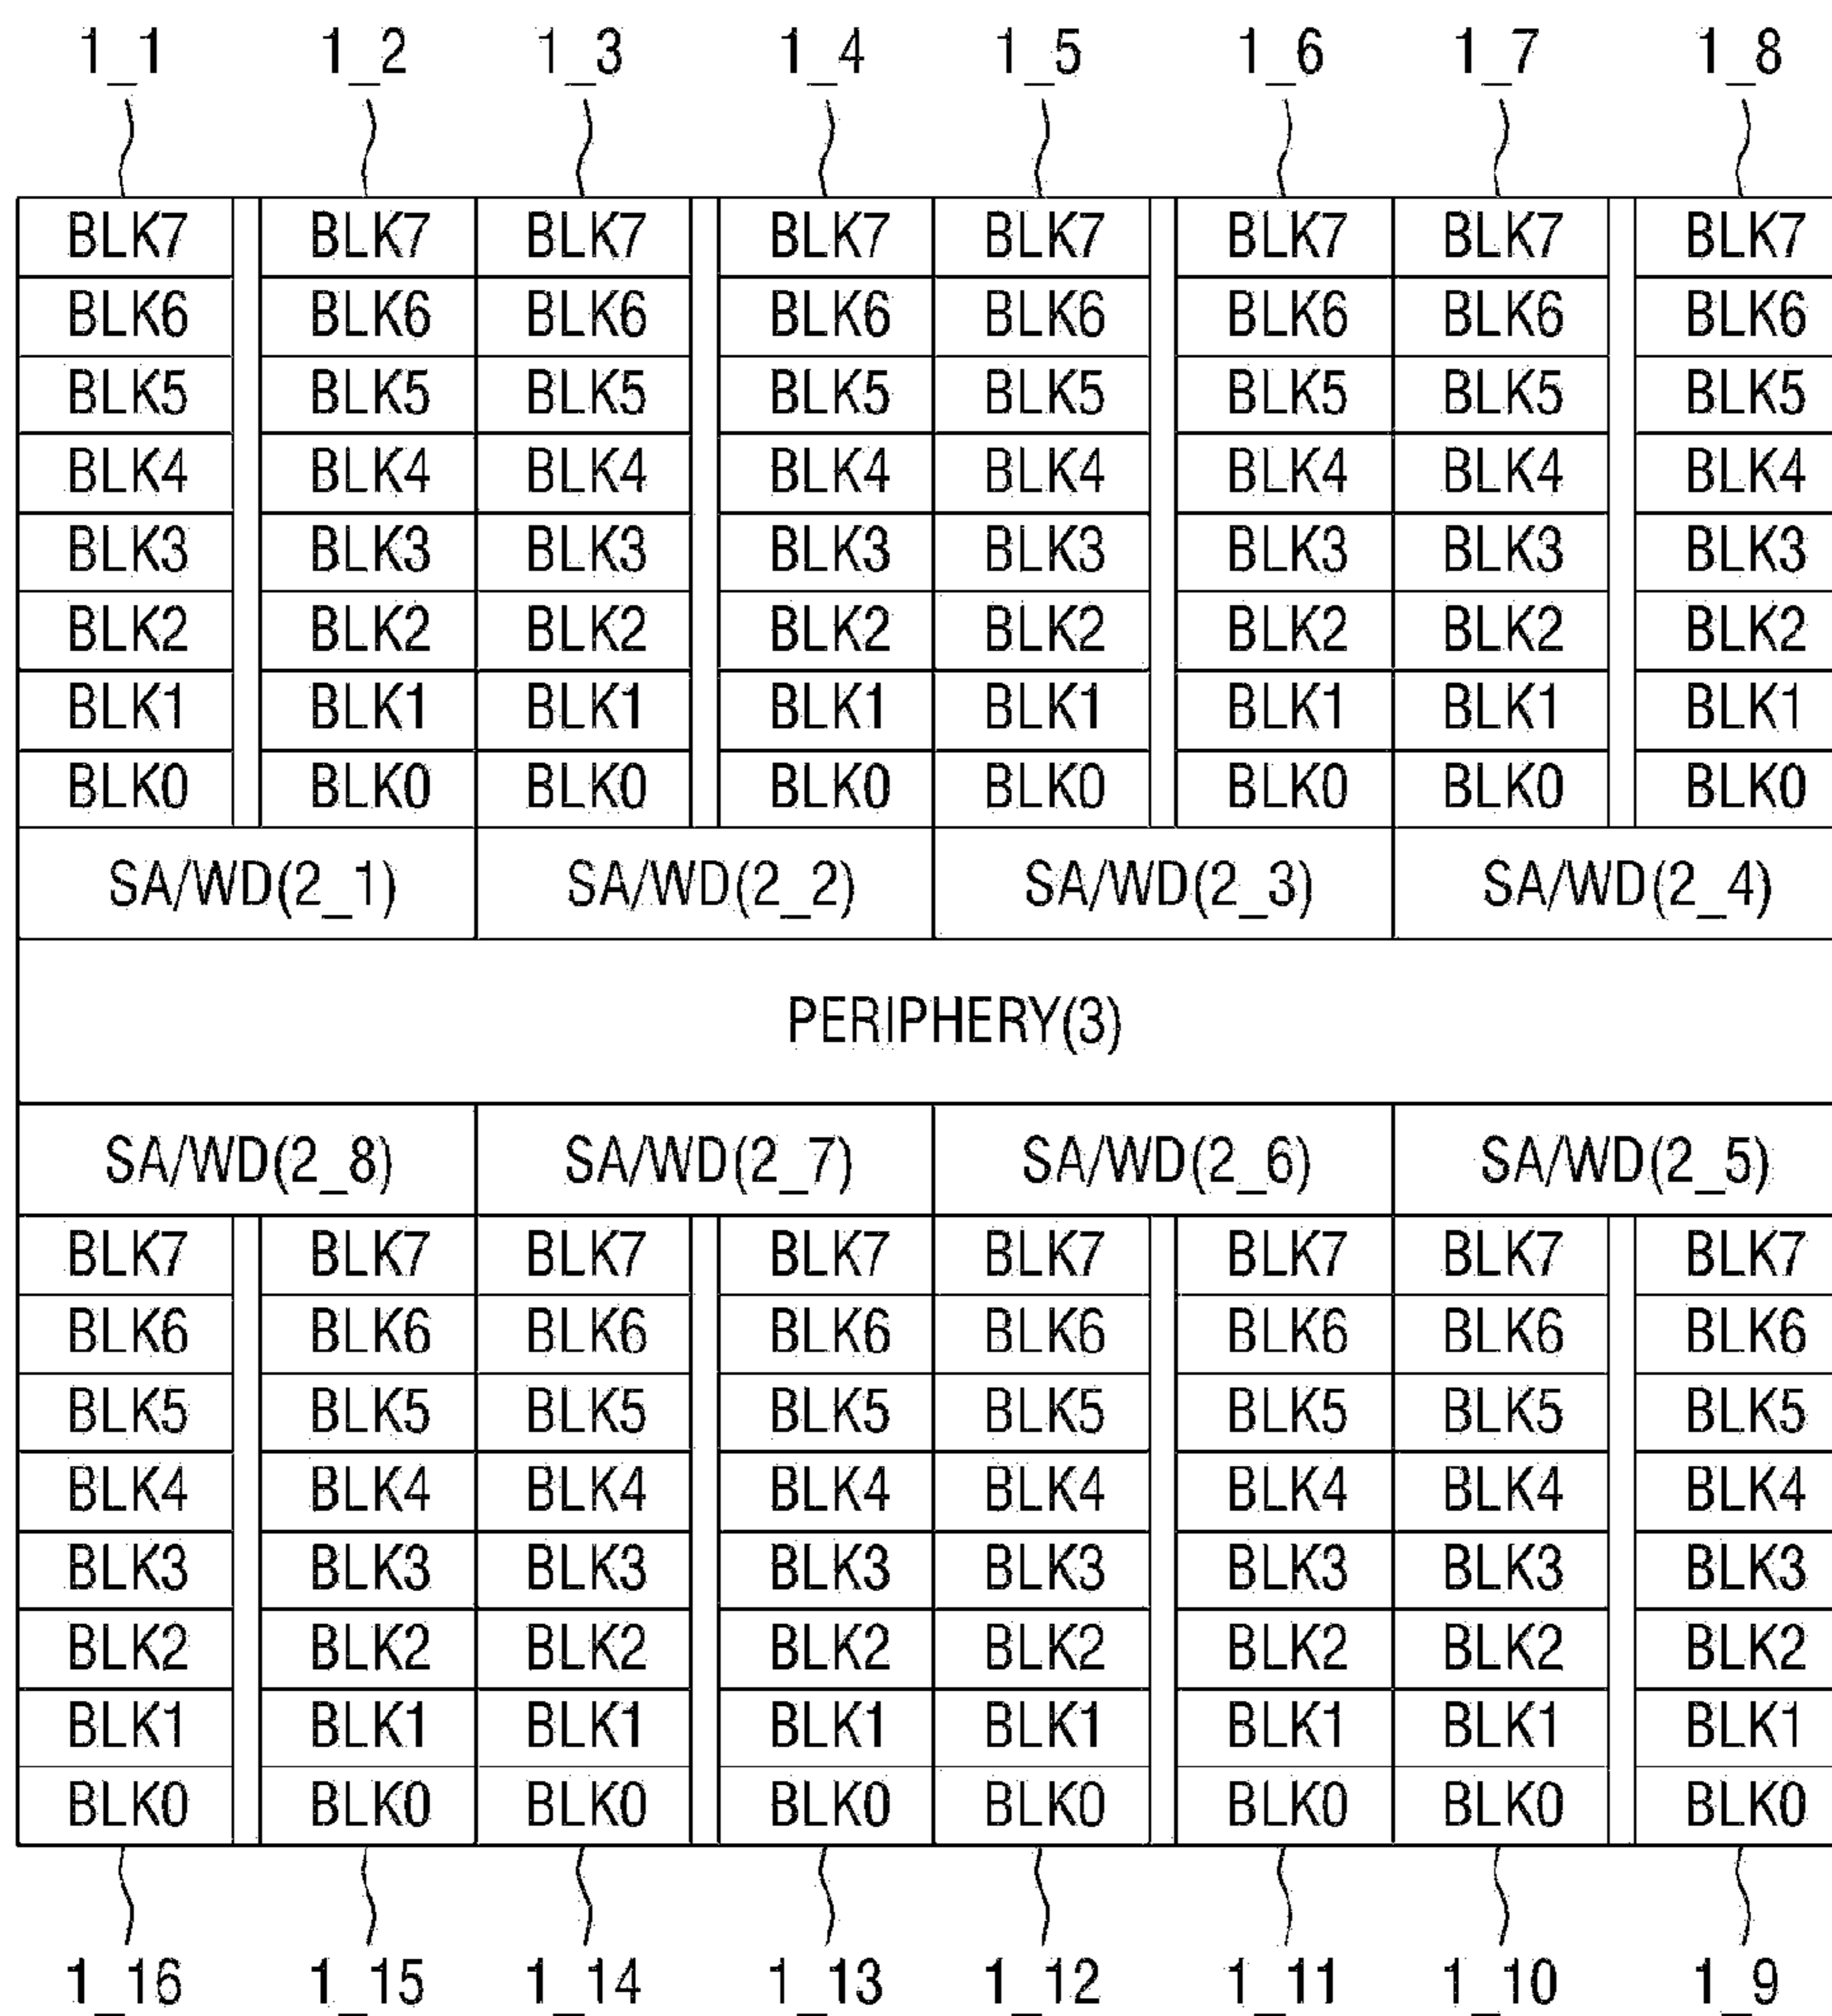 1_1 1_2 1_3 1_4 1_5 1_6 1_7 1_8
BLK7 BLK7 BLK7 BLK7 BLK7 BLK7 BLK7 BLK7
BLK6 BLK6 BLK6 BLK6 BLK6 BLK6 BLK6 BLK6
BLK5 BLK5 BLK5 BLK5 BLK5 BLK5 BLK5 BLK5
BLK4 BLK4 BLK4 BLK4 BLK4 BLK4 BLK4 BLK4
BLK3 BLK3 BLK3 BLK3 BLK3 BLK3 BLK3 BLK3
BLK2 BLK2 BLK2 BLK2 BLK2 BLK2 BLK2 BLK2
BLK1 BLK1 BLK1 BLK1 BLK1 BLK1 BLK1 BLK1
BLK0 BLK0 BLK0 BLK0 BLK0 BLK0 BLK0 BLK0
SA/WD(2_1) SA/WD(2_2) SA/WD(2_3) SA/WD(2_4)
PERIPHERY(3)
SA/WD(2_8) SA/WD(2_7) SA/WD(2_6) SA/WD(2_5)
BLK7 BLK7 BLK7 BLK7 BLK7 BLK7 BLK7 BLK7
BLK6 BLK6 BLK6 BLK6 BLK6 BLK6 BLK6 BLK6
BLK5 BLK5 BLK5 BLK5 BLK5 BLK5 BLK5 BLK5
BLK4 BLK4 BLK4 BLK4 BLK4 BLK4 BLK4 BLK4
BLK3 BLK3 BLK3 BLK3 BLK3 BLK3 BLK3 BLK3
BLK2 BLK2 BLK2 BLK2 BLK2 BLK2 BLK2 BLK2
BLK1 BLK1 BLK1 BLK1 BLK1 BLK1 BLK1 BLK1
BLK0 BLK0 BLK0 BLK0 BLK0 BLK0 BLK0 BLK0
1_16 1_15 1_14 1_13 1_12 1_11 1_10 1_9